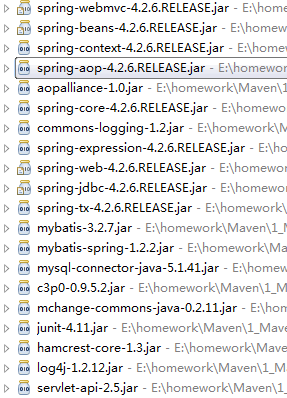 spring-webmvc-4.2.6.RELEASE.jar - E:\homew
spring-beans-4.2.6.RELEASE.jar - E:\homewor
spring-context-4.2.6.RELEASE.jar - E:\homew
spring-aop-4.2.6.RELEASE.jar - E:\homework
aopalliance-1.0.jar - E:\homework\Maven\1_
spring-core-4.2.6.RELEASE.jar - E:\homework
commons-logging-1.2.jar - E:\homework\Mav
spring-expression-4.2.6.RELEASE.jar - E:\hom
spring-web-4.2.6.RELEASE.jar - E:\homework
spring-jdbc-4.2.6.RELEASE.jar - E:\homework
spring-tx-4.2.6.RELEASE.jar - E:\homework\M
mybatis-3.2.7.jar - E:\homework\Maven\1_M
mybatis-spring-1.2.2.jar - E:\homework\Mav
mysql-connector-java-5.1.41.jar - E:\homewo
c3p0-0.9.5.2.jar - E:\homework\Maven\1_Ma
mchange-commons-java-0.2.11.jar - E:\home
junit-4.11.jar - E:\homework\Maven\1_Mave
hamcrest-core-1.3.jar - E:\homework\Maven
log4j-1.2.12.jar - E:\homework\Maven\1_Ma
servlet-api-2.5.jar - E:\homework\Maven\1_